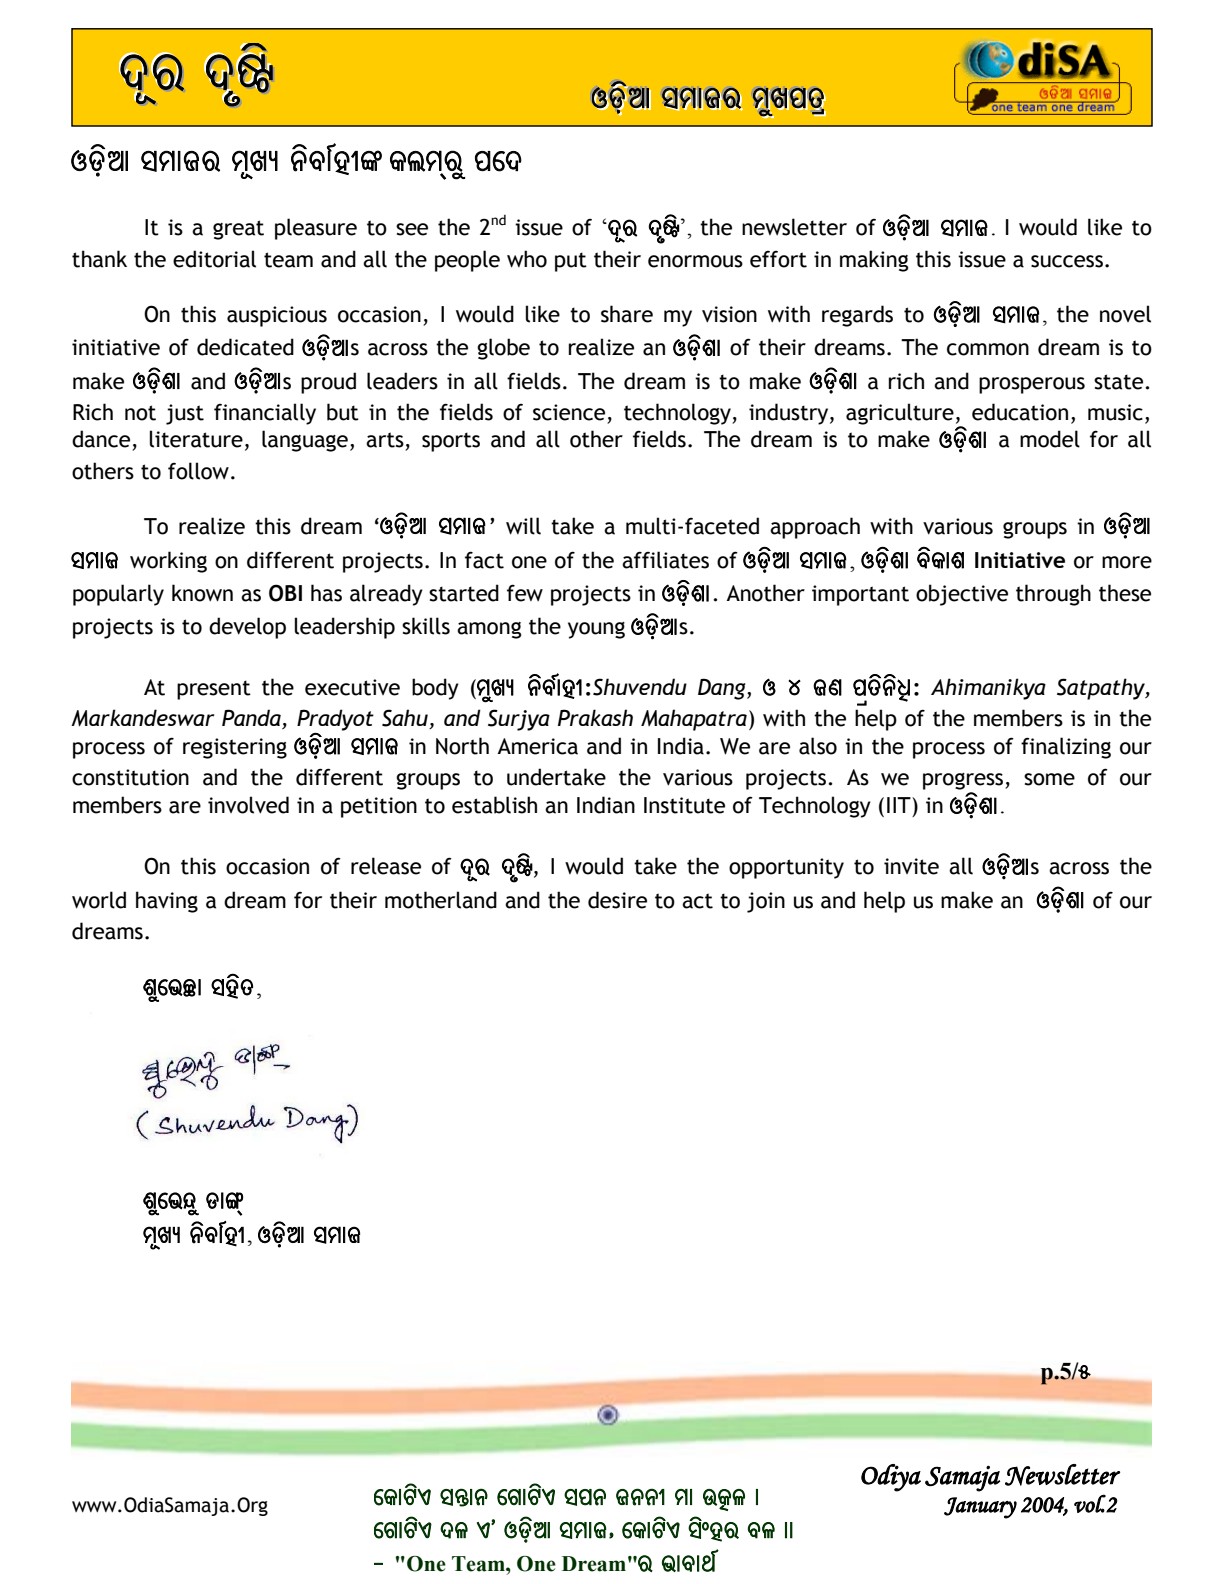 ଦୂର ଦୃଷ୍ଟି
ଓଡ଼ିଆ ସମାଜର ମୁଖପତ୍ର
diSA
ଓଡିଆ ସମାଜ
one team one dream
ଓଡ଼ିଆ ସମାଜର ମୂଖ୍ୟ ନିର୍ବାହୀଙ୍କ କଲମ୍‌ରୁ ପଦେ
It is a great pleasure to see the 2nd issue of ‘ଦୂର ଦୃଷ୍ଟି’, the newsletter of ଓଡ଼ିଆ ସମାଜ. I would like to
thank the editorial team and all the people who put their enormous effort in making this issue a success.
On this auspicious occasion, I would like to share my vision with regards to ଓଡ଼ିଆ ସମାଜ, the novel
initiative of dedicated ଓଡ଼ିଆs across the globe to realize an ଓଡ଼ିଶା of their dreams. The common dream is to
make ଓଡ଼ିଶା and ଓଡ଼ିଆs proud leaders in all fields. The dream is to make ଓଡ଼ିଶା a rich and prosperous state.
Rich not just financially but in the fields of science, technology, industry, agriculture, education, music,
dance, literature, language, arts, sports and all other fields. The dream is to make ଓଡ଼ିଶା a model for all
others to follow.
To realize this dream ‘ଓଡ଼ିଆ ସମାଜ’ will take a multi-faceted approach with various groups in ଓଡ଼ିଆ
ସମାଜ working on different projects. In fact one of the affiliates of ଓଡ଼ିଆ ସମାଜ, ଓଡ଼ିଶା ବିକାଶ Initiative or more
popularly known as OBI has already started few projects in ଓଡ଼ିଶା. Another important objective through these
projects is to develop leadership skills among the young ଓଡ଼ିଆs.
At present the executive body (ମୁଖ୍ୟ ନିର୍ବାହୀ:Shuvendu Dang, ଓ ୪ ଜଣ ପ୍ରତିନିଧି: Ahimanikya Satpathy,
Markandeswar Panda, Pradyot Sahu, and Surjya Prakash Mahapatra) with the help of the members is in the
process of registering ଓଡ଼ିଆ ସମାଜ in North America and in India. We are also in the process of finalizing our
constitution and the different groups to undertake the various projects. As we progress, some of our
members are involved in a petition to establish an Indian Institute of Technology (IIT) in ଓଡ଼ିଶା.
On this occasion of release of ଦୂର ଦୃଷ୍ଟି, I would take the opportunity to invite all ଓଡ଼ିଆs across the
world having a dream for their motherland and the desire to act to join us and help us make an ଓଡ଼ିଶା of our
dreams.
ଶୁଭେଚ୍ଛା ସହିତ,
ଶୁଭେନ୍ଦୁ ଡାଙ୍ଗ୍
(Shuvendu Dang)
ଶୁଭେନ୍ଦୁ ଡାଙ୍ଗ୍
ମୂଖ୍ୟ ନିର୍ବାହୀ, ଓଡ଼ିଆ ସମାଜ
p.5/୫
Odiya Samaja Newsletter
January 2004, vol.2
www.OdiaSamaja.Org
କୋଟିଏ ସନ୍ତାନ ଗୋଟିଏ ସପନ ଜନନୀ ମା ଉତ୍କଳ ।
ଗୋଟିଏ ଦଳ ଏ’ ଓଡ଼ିଆ ସମାଜ, କୋଟିଏ ସିଂହର ବଳ ॥
– "One Team, One Dream"ର ଭାବାର୍ଥ